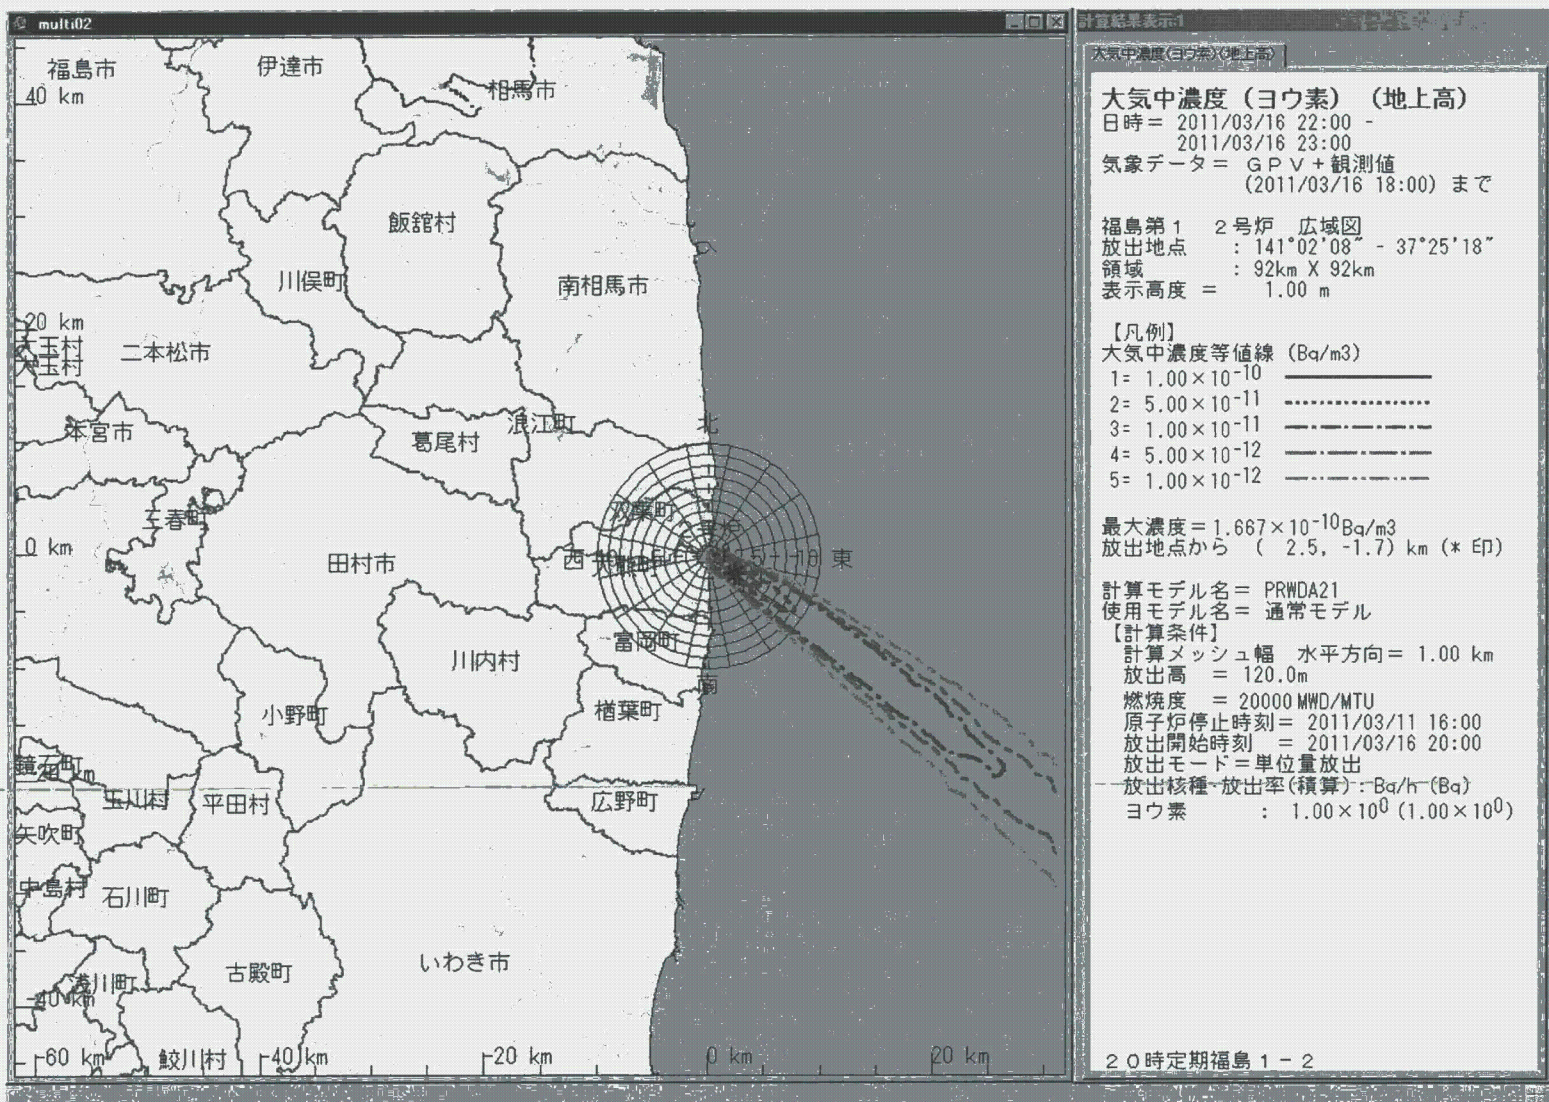 multi02
福島市
伊達市
相馬市
40 km
飯舘村
川俣町
南相馬市
20 km
大玉村
大玉村
二本松市
本宮市
葛尾村
浪江町
北
三春町
双葉町
0 km
田村市
西
東
富岡町
川内村
南
小野町
楢葉町
鏡石町
玉川村
平田村
広野町
矢吹町
中島村
石川町
いわき市
浅川町
古殿町
-40 km
鮫川村
-60 km
-40 km
-20 km
0 km
20 km
計算結果表示:1
大気中濃度(ヨウ素)(地上高)
大気中濃度（ヨウ素）（地上高）
日時＝ 2011/03/16 22:00 -
2011/03/16 23:00
気象データ＝ ＧＰＶ＋観測値
(2011/03/16 18:00) まで
福島第１ ２号炉 広域図
放出地点 : 141°02'08" - 37°25'18"
領域 : 92km X 92km
表示高度 ＝ 1.00 m
【凡例】
大気中濃度等値線 (Bq/m3)
1= 1.00×10⁻¹⁰
2= 5.00×10⁻¹¹
3= 1.00×10⁻¹¹
4= 5.00×10⁻¹²
5= 1.00×10⁻¹²
最大濃度＝1.667×10⁻¹⁰Bq/m3
放出地点から ( 2.5, -1.7) km (* 印)
計算モデル名＝ PRWDA21
使用モデル名＝ 通常モデル
【計算条件】
計算メッシュ幅 水平方向＝ 1.00 km
放出高 ＝ 120.0m
燃焼度 ＝ 20000 MWD/MTU
原子炉停止時刻＝ 2011/03/11 16:00
放出開始時刻 ＝ 2011/03/16 20:00
放出モード＝単位量放出
放出核種・放出率(積算)：Bq/h (Bq)
ヨウ素 : 1.00×10⁰ (1.00×10⁰)
２０時定期福島１－２